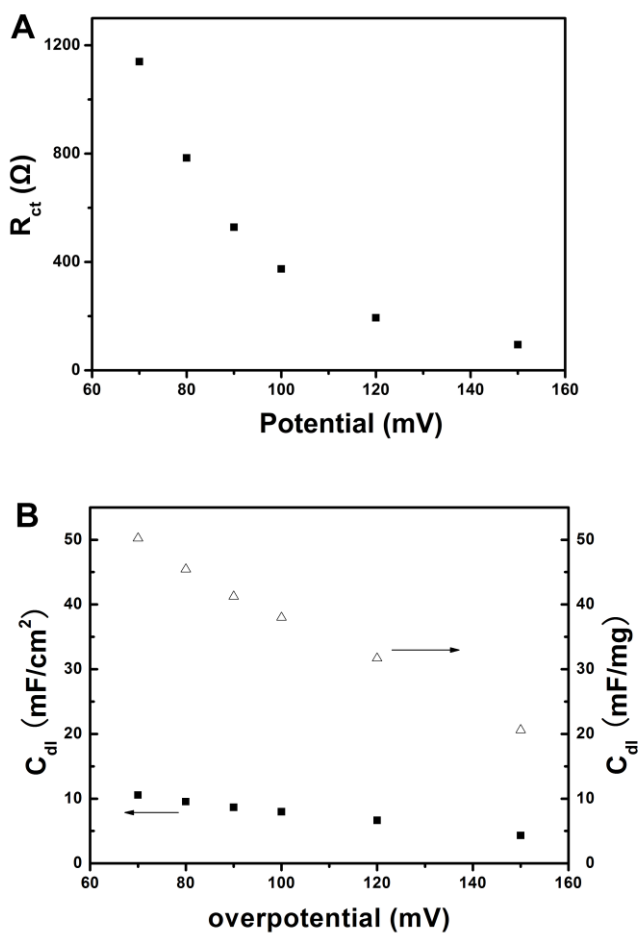 A
1200
800
400
0
R_ct (Ω)
60 80 100 120 140 160
Potential (mV)
B
50 50
40 40
30 30
20 20
10 10
0 0
C_dl (mF/cm²)
C_dl (mF/mg)
60 80 100 120 140 160
overpotential (mV)